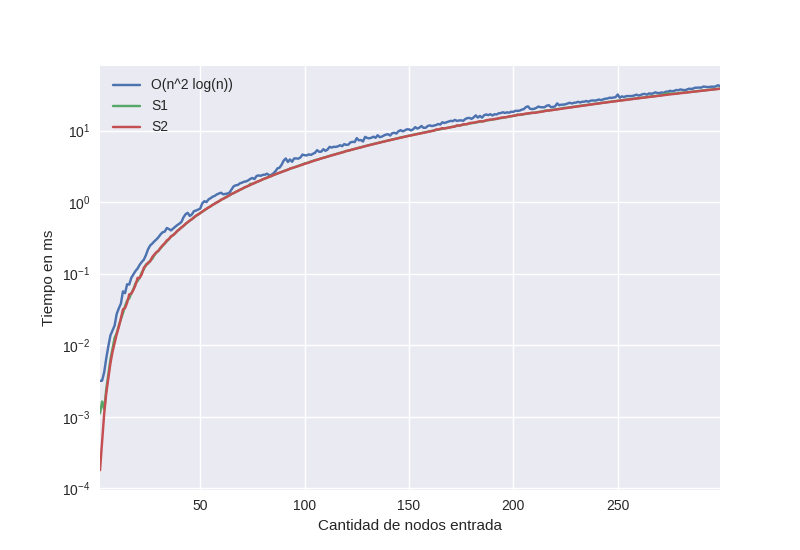 O(n^2 log(n))
S1
S2
10^1
10^0
10^−1
10^−2
10^−3
10^−4
Tiempo en ms
50 100 150 200 250
Cantidad de nodos entrada